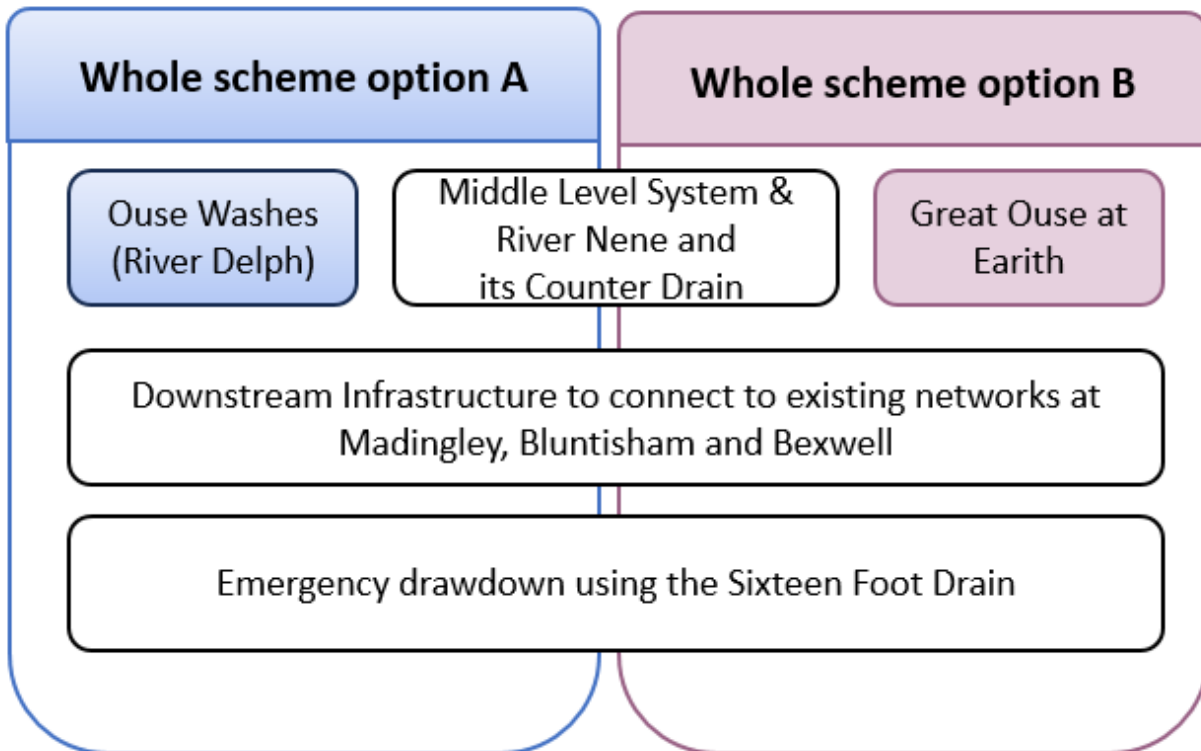 Whole scheme option A
Whole scheme option B
Ouse Washes
(River Delph)
Middle Level System &
River Nene and
its Counter Drain
Great Ouse at
Earith
Downstream Infrastructure to connect to existing networks at
Madingley, Bluntisham and Bexwell
Emergency drawdown using the Sixteen Foot Drain